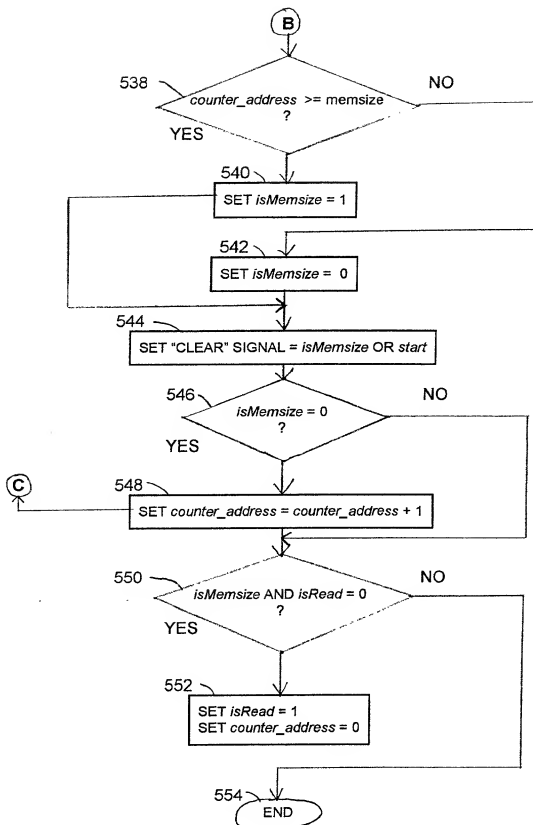 B
538
NO
counter_address >= memsize
?
YES
540
SET isMemsize = 1
542
SET isMemsize = 0
544
SET "CLEAR" SIGNAL = isMemsize OR start
546
NO
isMemsize = 0
?
YES
C
548
SET counter_address = counter_address + 1
550
NO
isMemsize AND isRead = 0
?
YES
552
SET isRead = 1
SET counter_address = 0
554
END